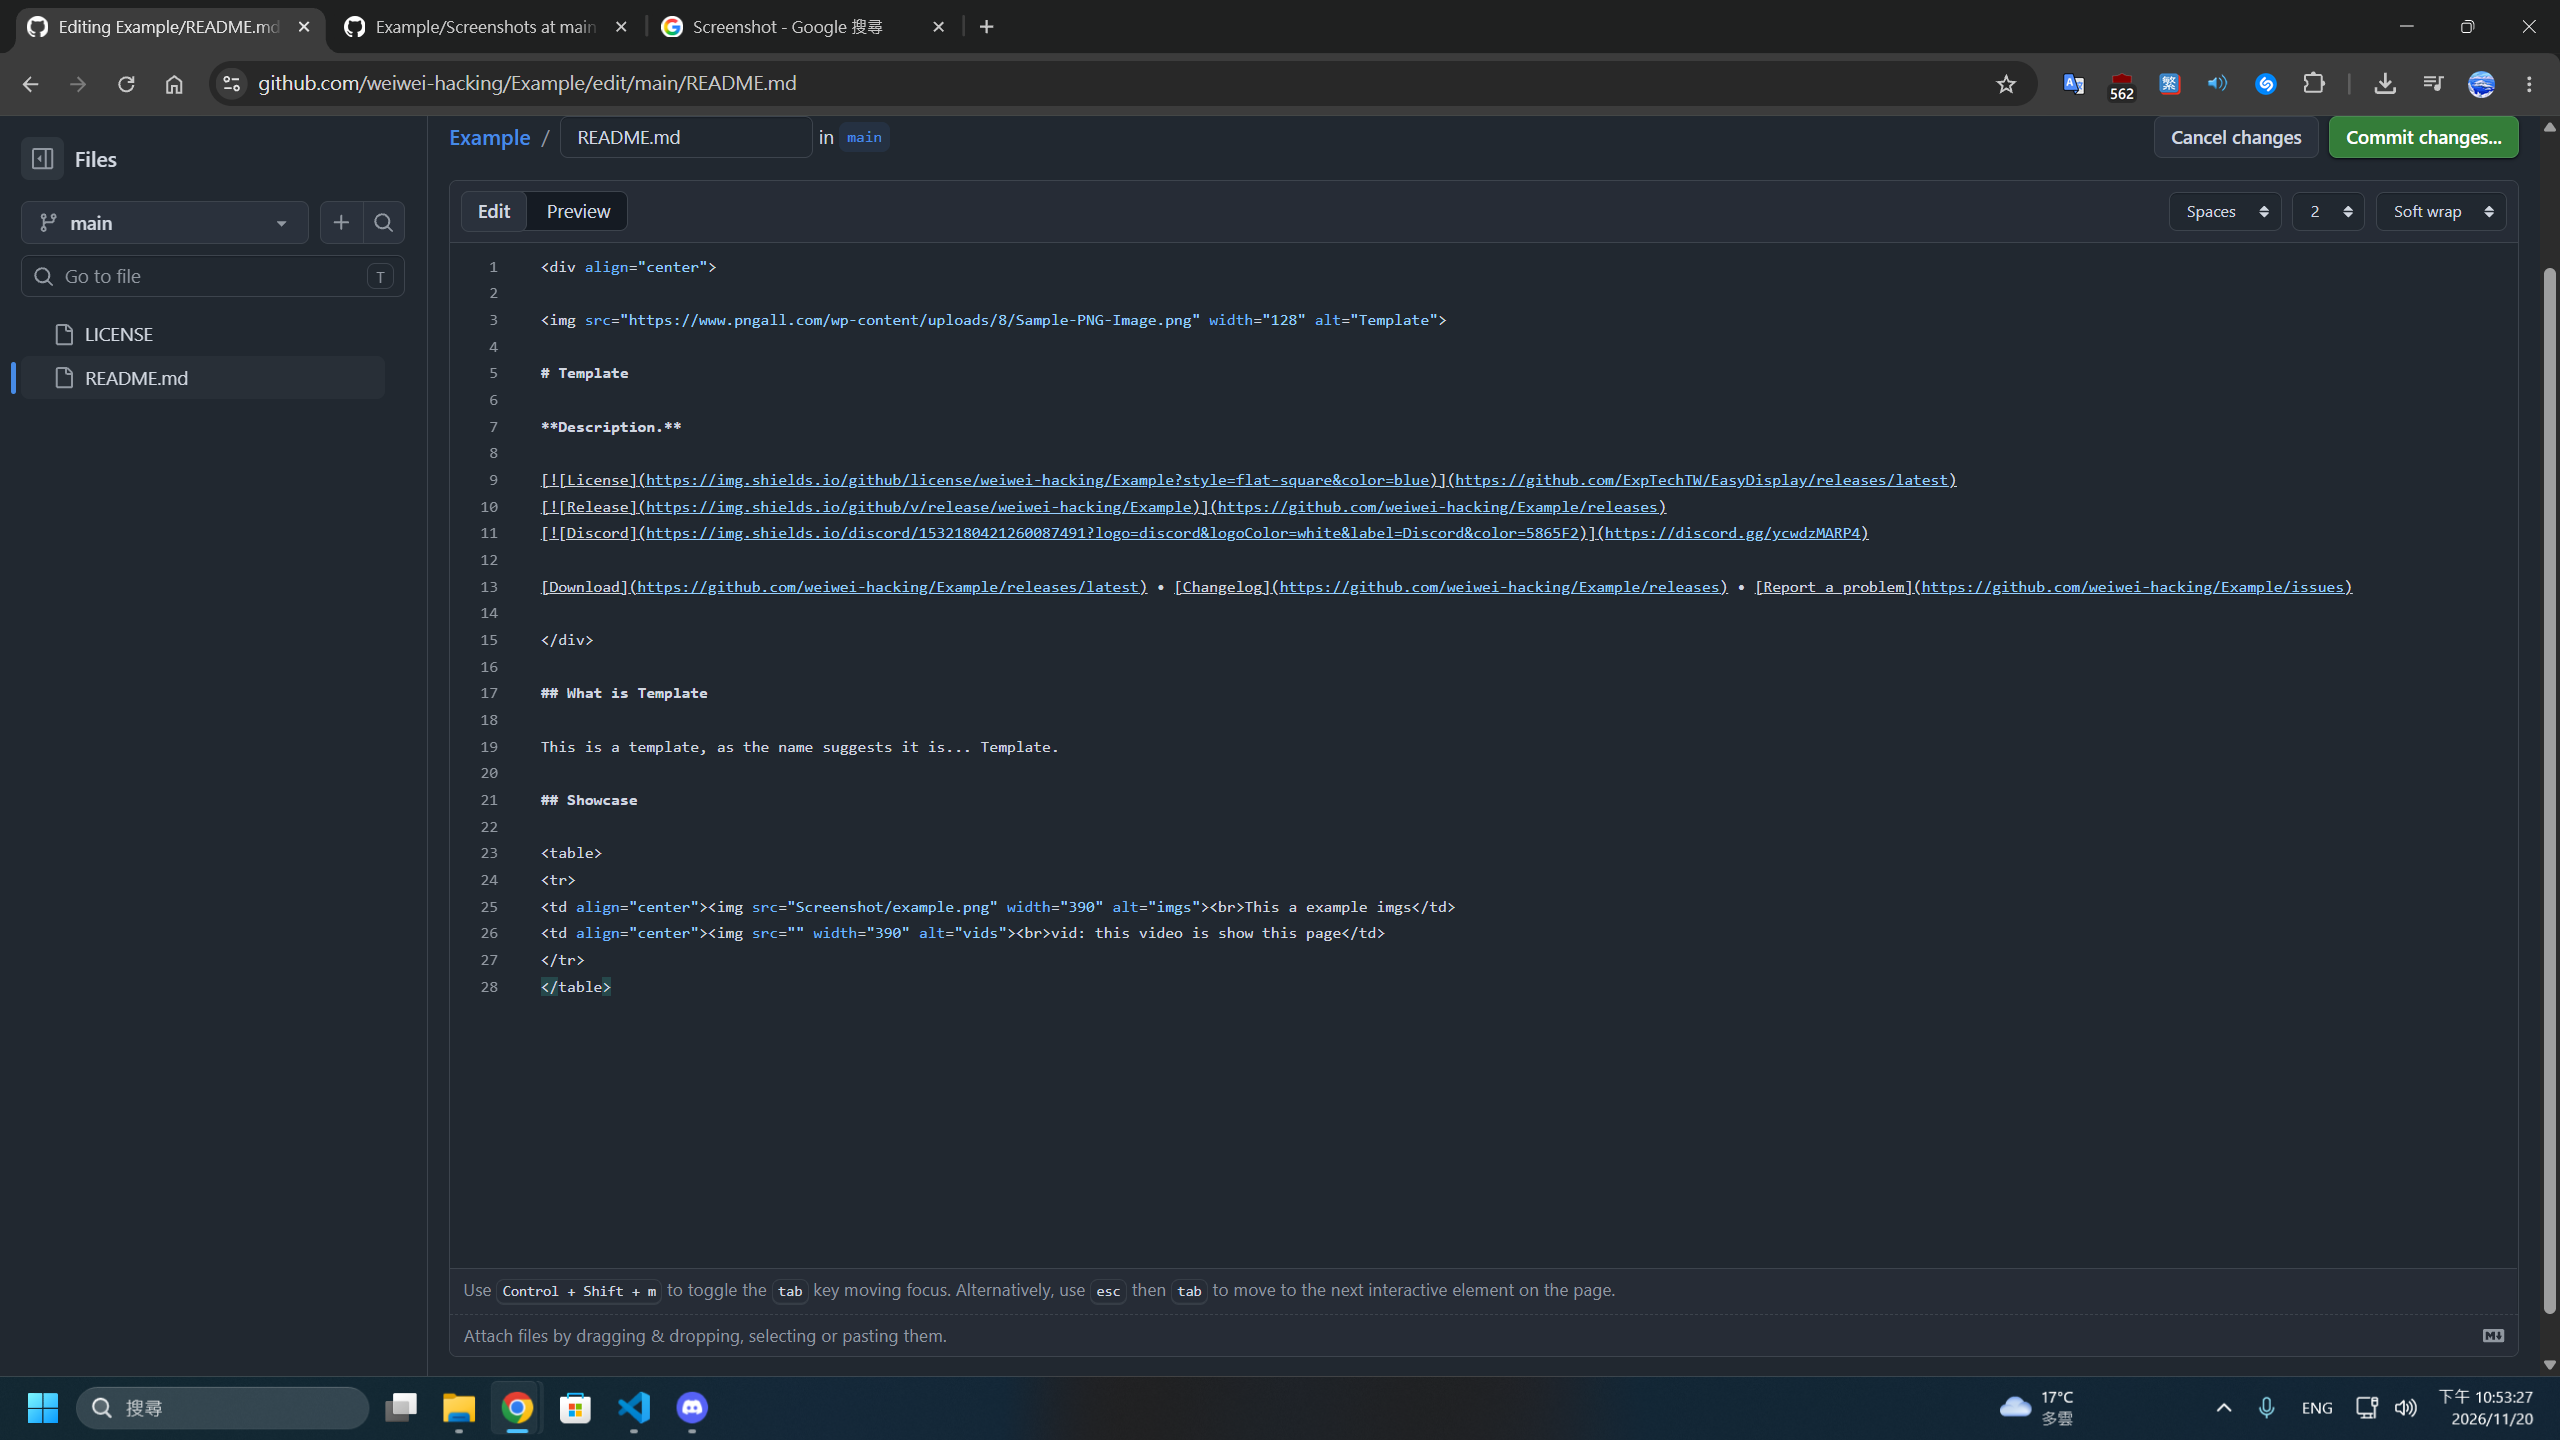 Editing Example/README.md
Example/Screenshots at main
Screenshot - Google 搜尋
github.com/weiwei-hacking/Example/edit/main/README.md
562
繁
Files
main
Go to file
T
LICENSE
README.md
Example / README.md in main
Cancel changes
Commit changes...
Edit
Preview
Spaces
2
Soft wrap
1 <div align="center">
2
3 <img src="https://www.pngall.com/wp-content/uploads/8/Sample-PNG-Image.png" width="128" alt="Template">
4
5 # Template
6
7 **Description.**
8
9 [![License](https://img.shields.io/github/license/weiwei-hacking/Example?style=flat-square&color=blue)](https://github.com/ExpTechTW/EasyDisplay/releases/latest)
10 [![Release](https://img.shields.io/github/v/release/weiwei-hacking/Example)](https://github.com/weiwei-hacking/Example/releases)
11 [![Discord](https://img.shields.io/discord/1532180421260087491?logo=discord&logoColor=white&label=Discord&color=5865F2)](https://discord.gg/ycwdzMARP4)
12
13 [Download](https://github.com/weiwei-hacking/Example/releases/latest) • [Changelog](https://github.com/weiwei-hacking/Example/releases) • [Report a problem](https://github.com/weiwei-hacking/Example/issues)
14
15 </div>
16
17 ## What is Template
18
19 This is a template, as the name suggests it is... Template.
20
21 ## Showcase
22
23 <table>
24 <tr>
25 <td align="center"><img src="Screenshot/example.png" width="390" alt="imgs"><br>This a example imgs</td>
26 <td align="center"><img src="" width="390" alt="vids"><br>vid: this video is show this page</td>
27 </tr>
28 </table>
Use Control + Shift + m to toggle the tab key moving focus. Alternatively, use esc then tab to move to the next interactive element on the page.
Attach files by dragging & dropping, selecting or pasting them.
搜尋
17°C
多雲
ENG
下午 10:53:27
2026/11/20